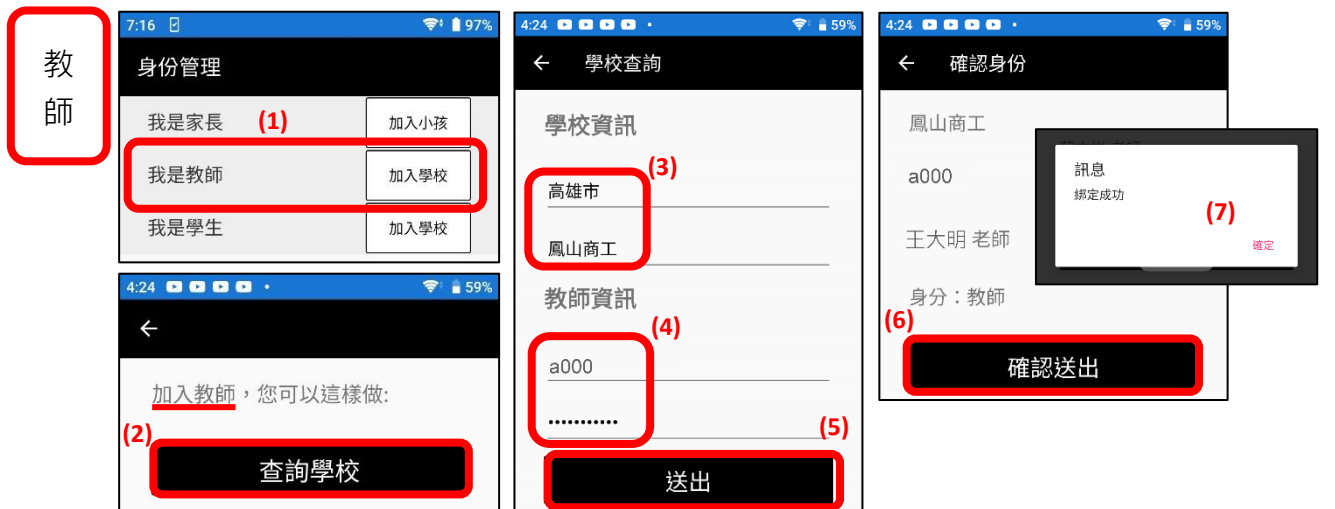 教
師
7:16 97%
身份管理
我是家長 (1) 加入小孩
我是教師 加入學校
我是學生 加入學校
4:24 59%
加入教師，您可以這樣做:
(2)
查詢學校
4:24 59%
學校查詢
學校資訊
(3)
高雄市
鳳山商工
教師資訊
(4)
a000
•••••••••••
(5)
送出
4:24 59%
確認身份
鳳山商工
a000
王大明 老師
身分：教師
(6)
確認送出
訊息
綁定成功
(7)
確定